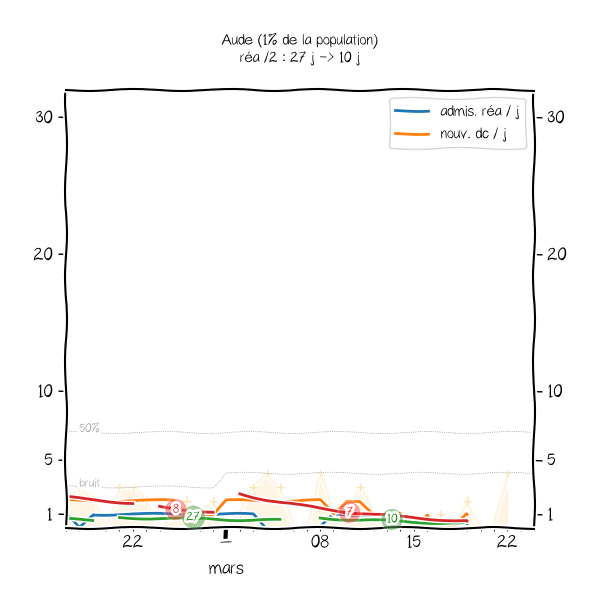 Aude (1% de la population)
réa /2 : 27 j -> 10 j
admis. réa / j
nouv. dc / j
30 30
20 20
10 10
50%
5 5
bruit
8 27 7 10
1 1
22 08 15 22
mars